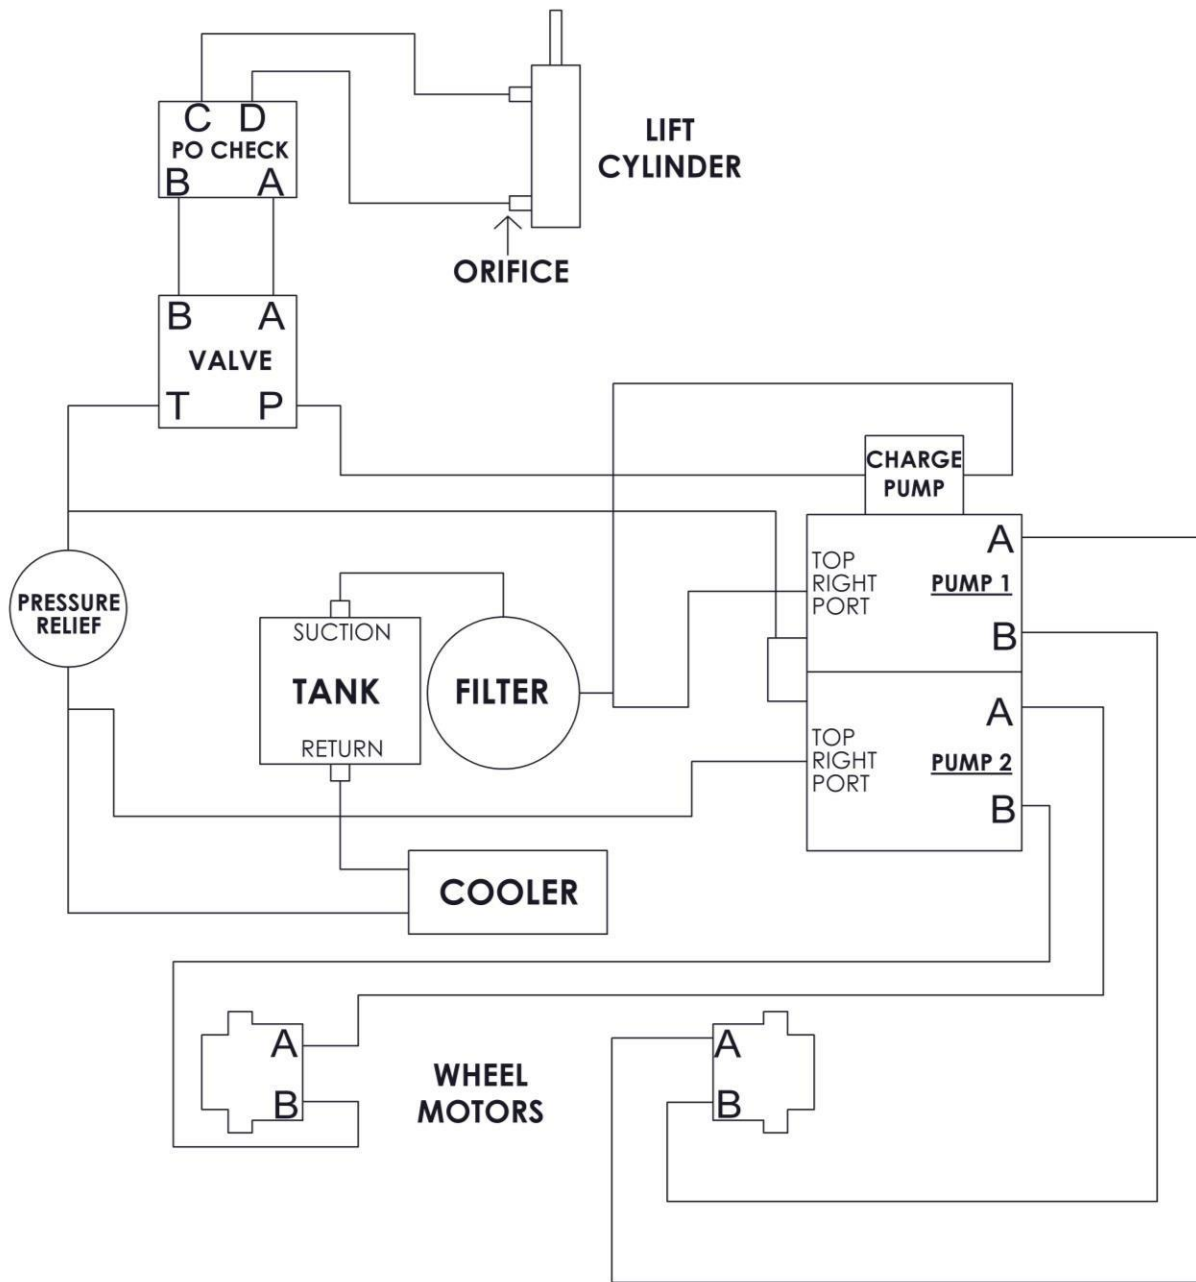 C D
PO CHECK
B A
LIFT
CYLINDER
ORIFICE
B A
VALVE
T P
CHARGE
PUMP
TOP
RIGHT
PORT
A
PUMP 1
B
PRESSURE
RELIEF
SUCTION
TANK
RETURN
FILTER
TOP
RIGHT
PORT
A
PUMP 2
B
COOLER
A
B
WHEEL
MOTORS
A
B